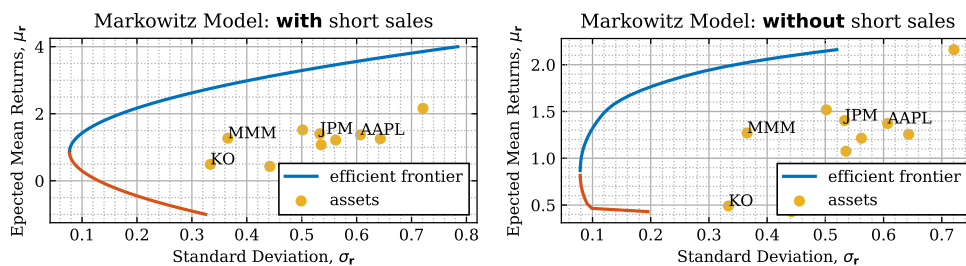 Markowitz Model: with short sales
Expected Mean Returns, μr
4
2
0
MMM
JPM
AAPL
KO
efficient frontier
assets
0.1 0.2 0.3 0.4 0.5 0.6 0.7 0.8
Standard Deviation, σr
Markowitz Model: without short sales
Expected Mean Returns, μr
2.0
1.5
1.0
0.5
MMM
JPM
AAPL
KO
efficient frontier
assets
0.1 0.2 0.3 0.4 0.5 0.6 0.7
Standard Deviation, σr